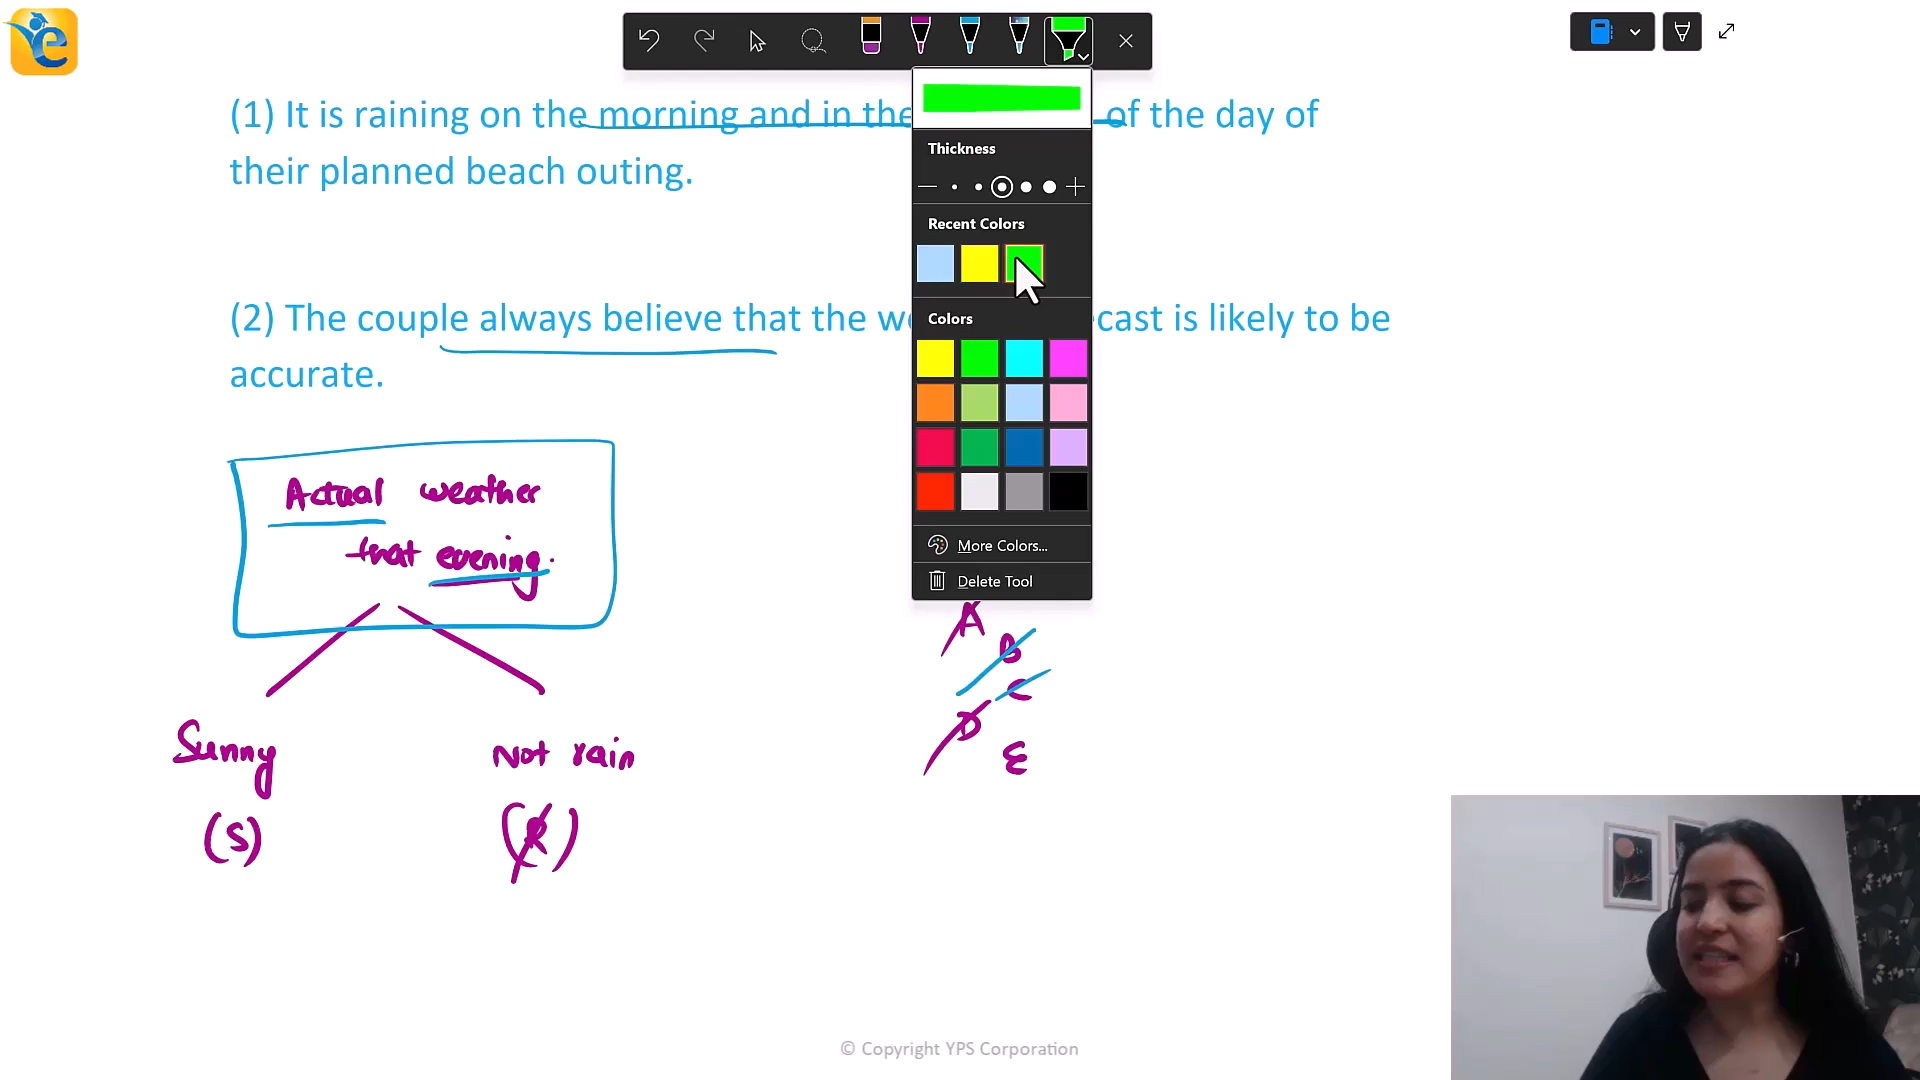 (1) It is raining on the morning and in the of the day of
their planned beach outing.
Thickness
Recent Colors
(2) The couple always believe that the we cast is likely to be
accurate.
Colors
More Colors...
Delete Tool
Actual weather
that evening.
Sunny
(S)
Not rain
(R)
A
B
C
D
E
© Copyright YPS Corporation